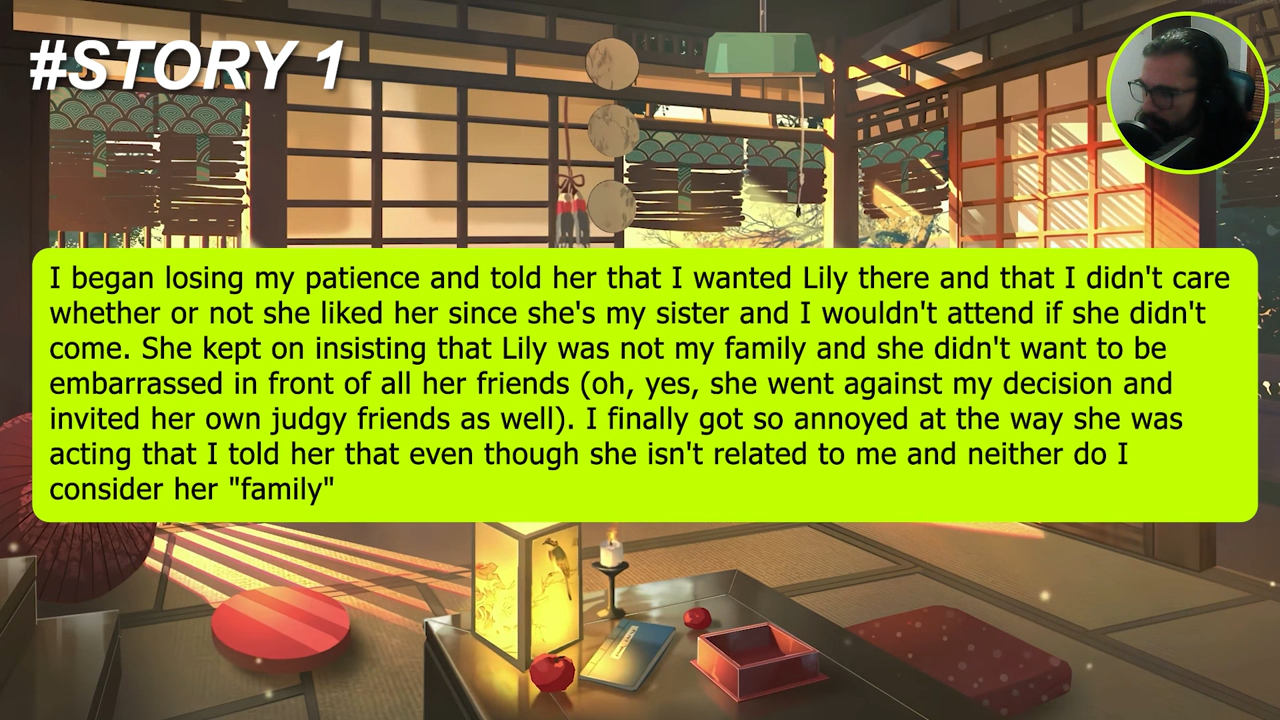 #STORY 1
I began losing my patience and told her that I wanted Lily there and that I didn't care
whether or not she liked her since she's my sister and I wouldn't attend if she didn't
come. She kept on insisting that Lily was not my family and she didn't want to be
embarrassed in front of all her friends (oh, yes, she went against my decision and
invited her own judgy friends as well). I finally got so annoyed at the way she was
acting that I told her that even though she isn't related to me and neither do I
consider her "family"